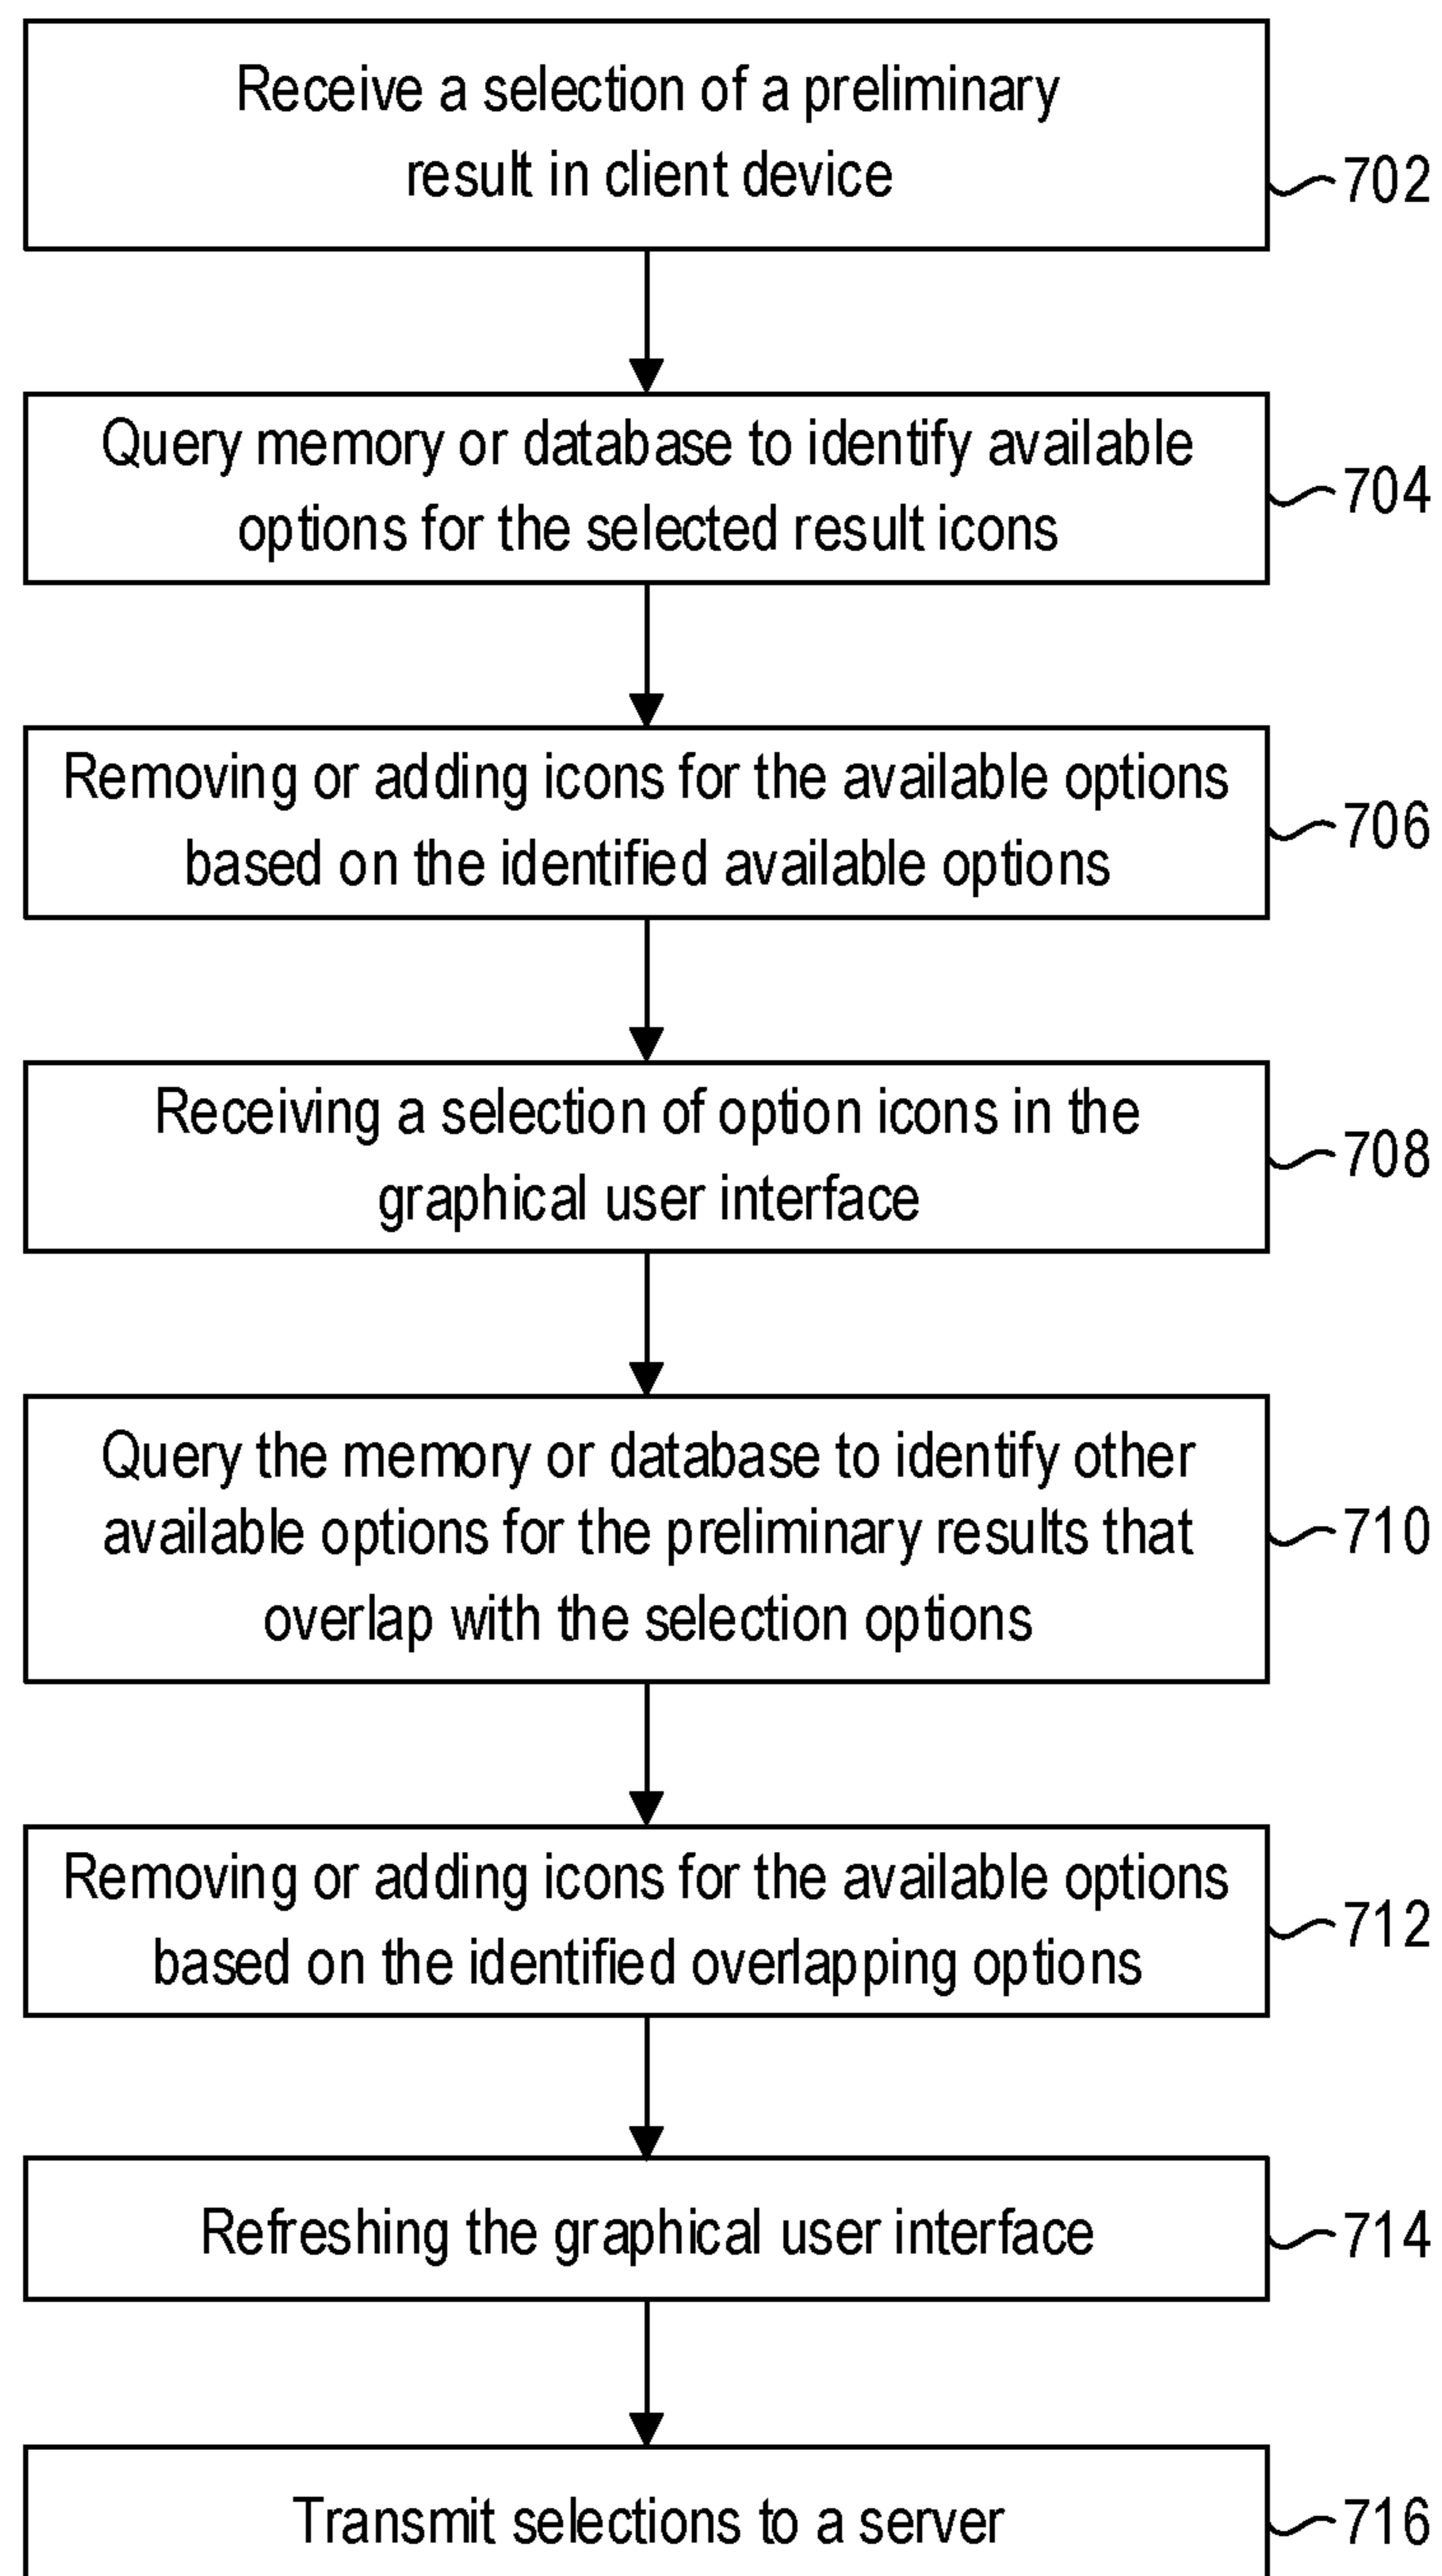 Receive a selection of a preliminary
result in client device
702
Query memory or database to identify available
options for the selected result icons
704
Removing or adding icons for the available options
based on the identified available options
706
Receiving a selection of option icons in the
graphical user interface
708
Query the memory or database to identify other
available options for the preliminary results that
overlap with the selection options
710
Removing or adding icons for the available options
based on the identified overlapping options
712
Refreshing the graphical user interface
714
Transmit selections to a server
716